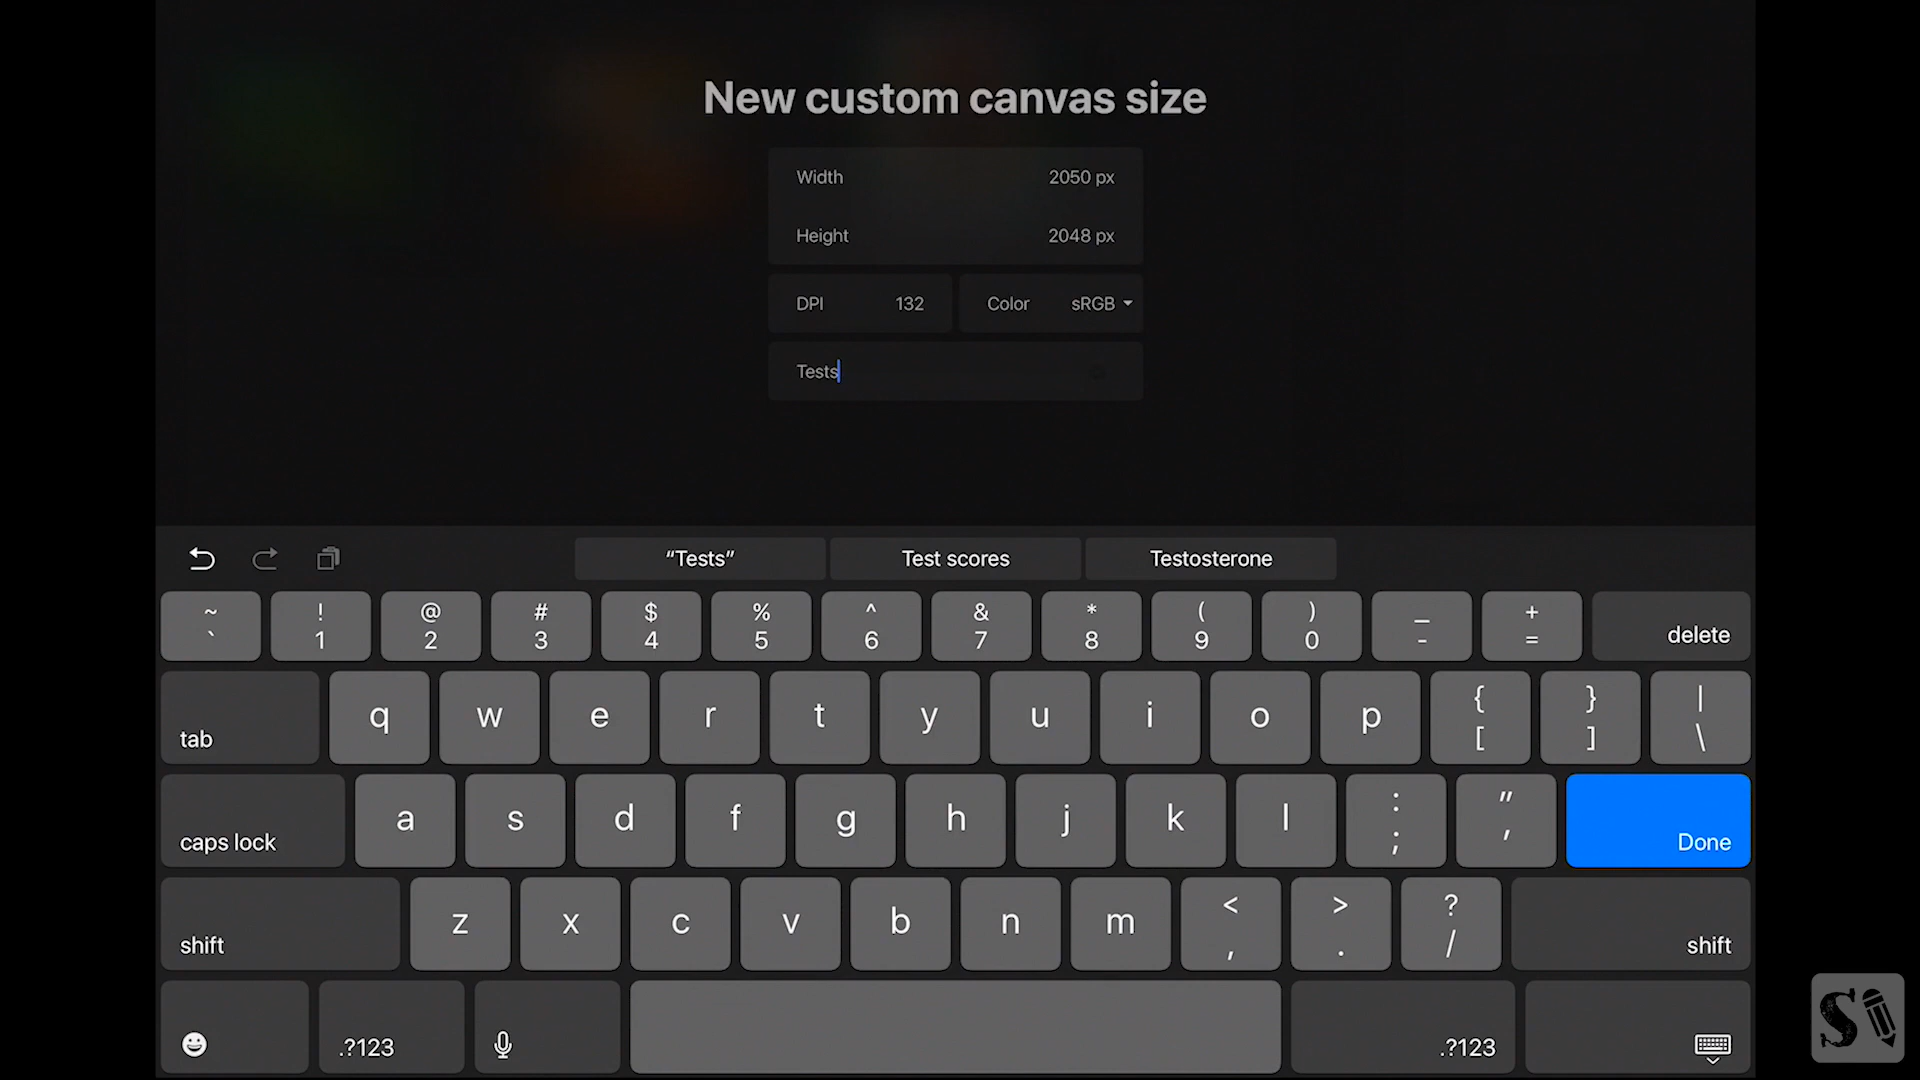 New custom canvas size
Width 2050 px
Height 2048 px
DPI 132 Color sRGB
Tests
“Tests” Test scores Testosterone
~ ! @ # $ % ^ & * ( ) _ +
` 1 2 3 4 5 6 7 8 9 0 - = delete
tab q w e r t y u i o p { [ } ] | \
caps lock a s d f g h j k l : ; " ' Done
shift z x c v b n m < , > . ? / shift
.?123 .?123
S